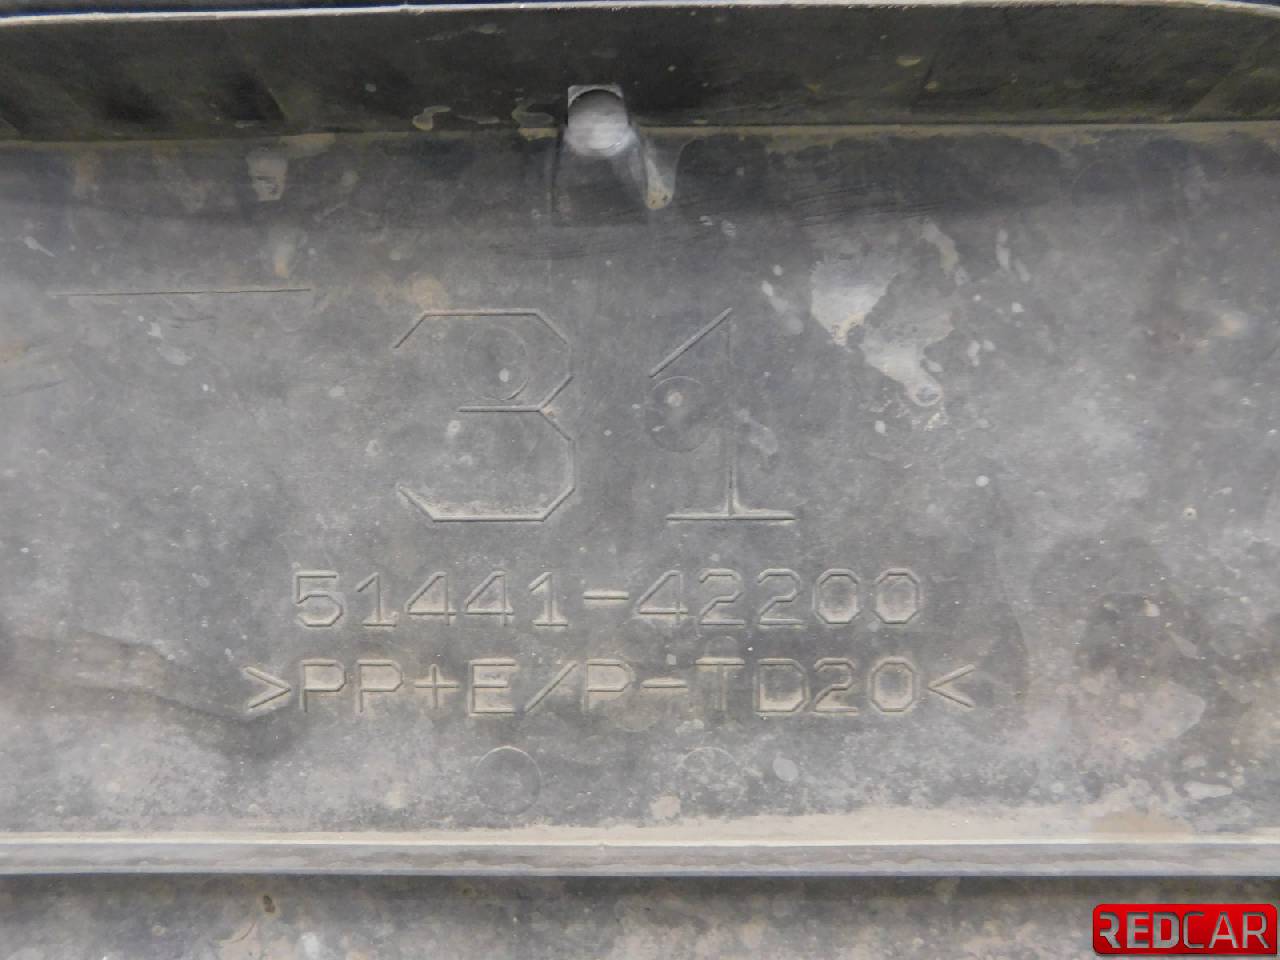 31
51441-42200
>PP+E/P-TD20<
REDCAR